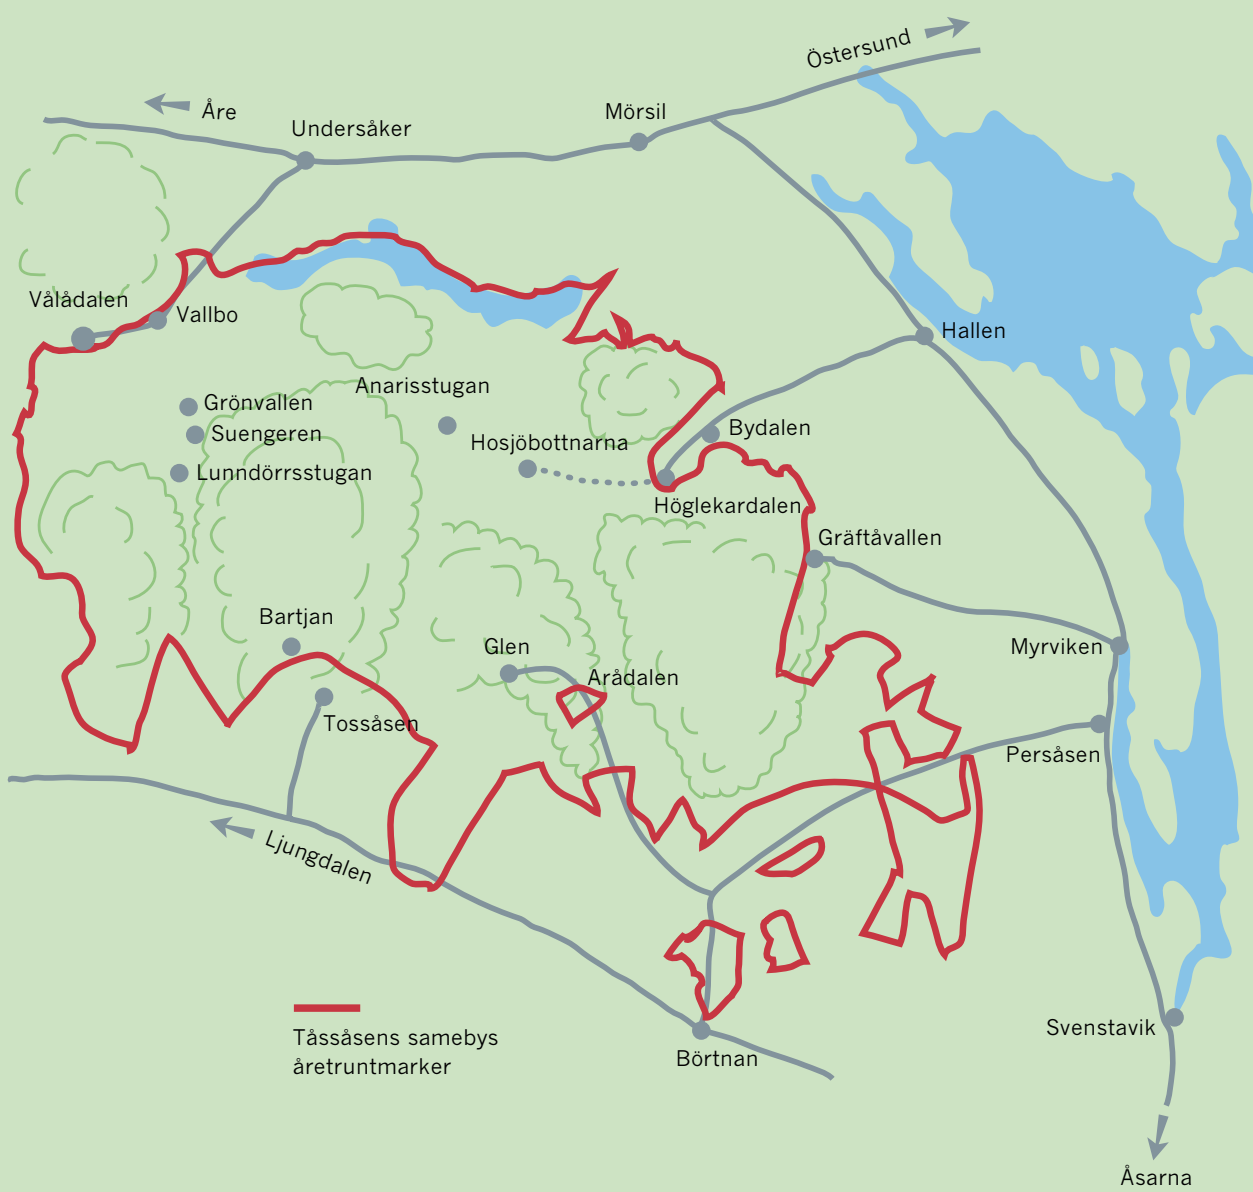 Östersund
Åre
Mörsil
Undersåker
Vålådalen
Vallbo
Hallen
Anarisstugan
Grönvallen
Suengeren
Bydalen
Hosjöbottnarna
Lunndörrsstugan
Höglekardalen
Gräftåvallen
Bartjan
Glen
Myrviken
Arådalen
Tossåsen
Persåsen
Ljungdalen
Tåssåsens samebys
åretruntmarker
Svenstavik
Börtnan
Åsarna